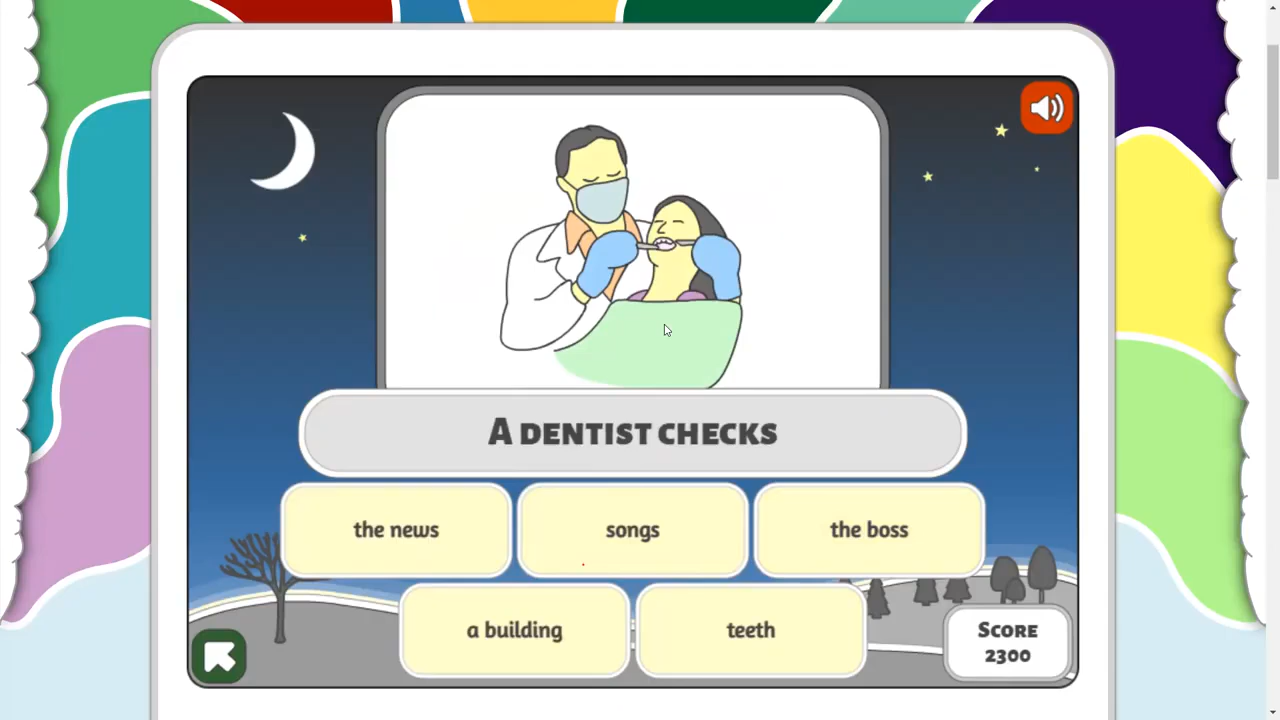 A DENTIST CHECKS
the news
songs
the boss
a building
teeth
SCORE
2300